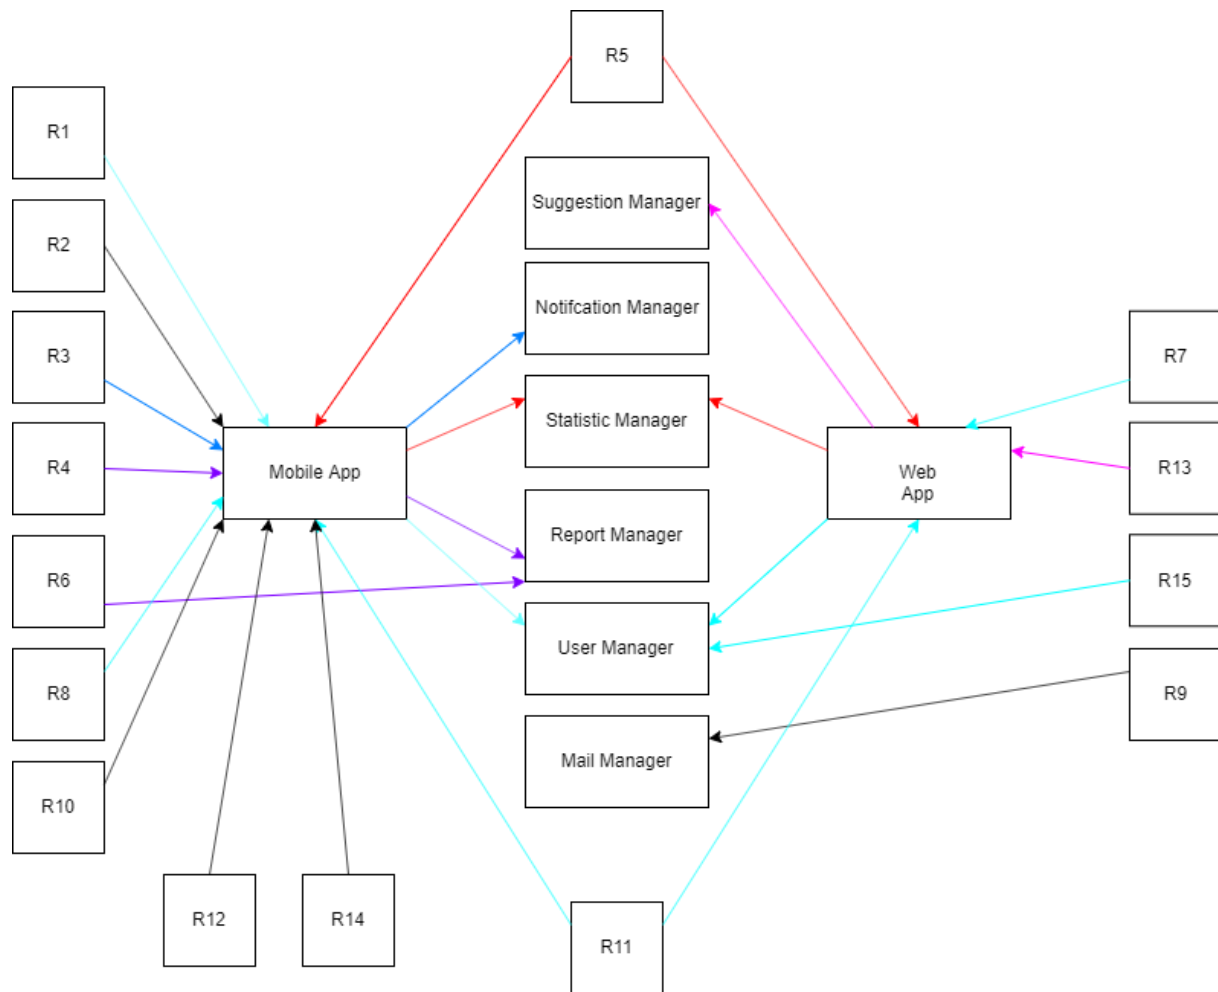 R5
R1
Suggestion Manager
R2
Notifcation Manager
R3
R7
Statistic Manager
R4
Mobile App
Web
App
R13
Report Manager
R6
R15
User Manager
R8
R9
Mail Manager
R10
R12
R14
R11